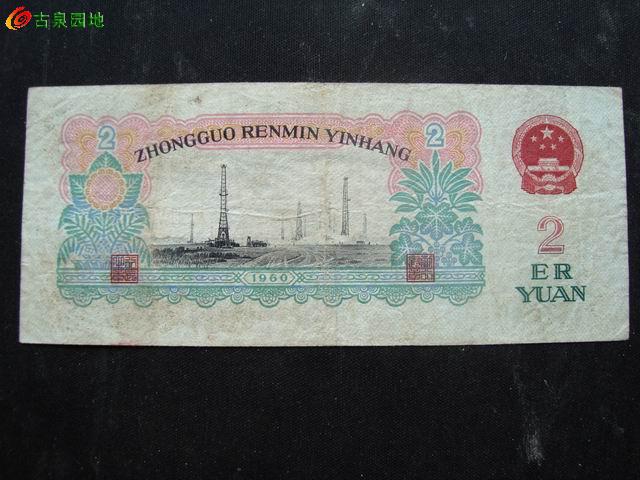 古泉园地
2
2
ZHONGGUO RENMIN YINHANG
2
ER
YUAN
1960